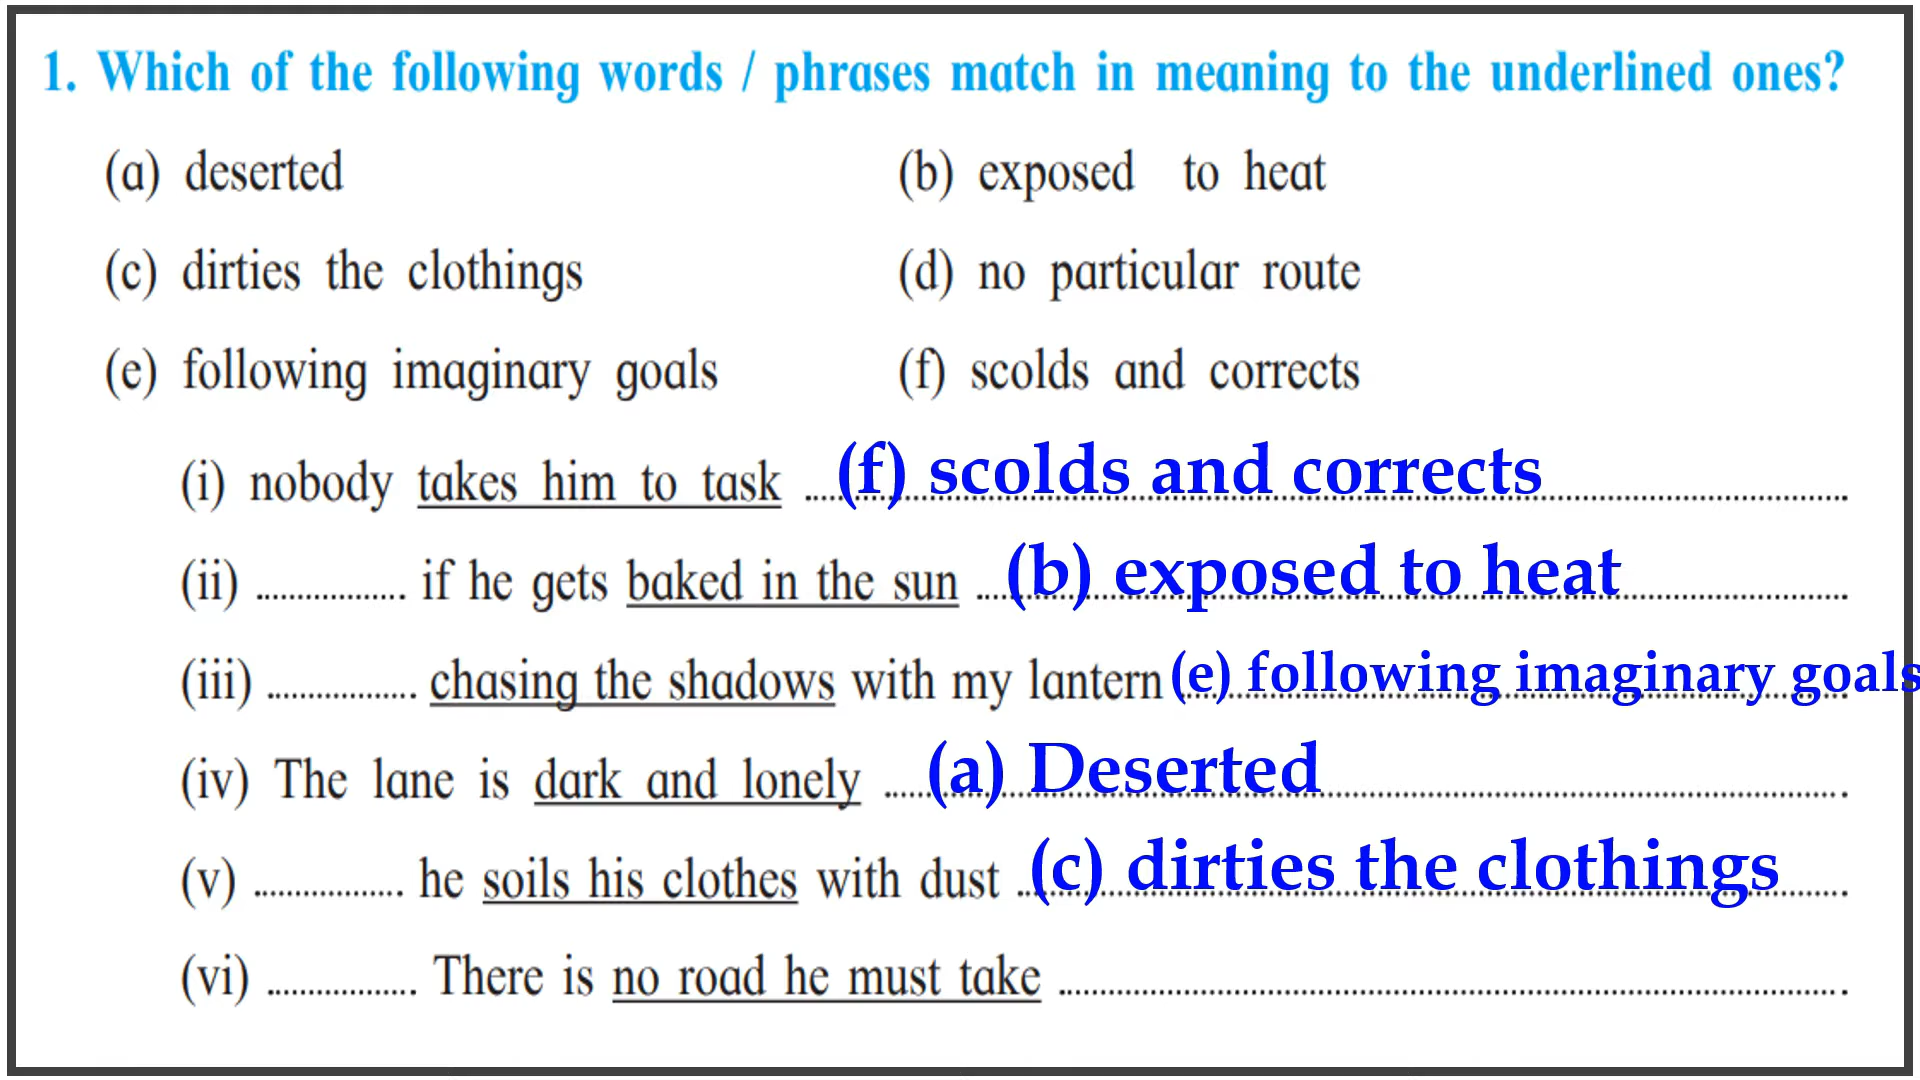 1. Which of the following words / phrases match in meaning to the underlined ones?
(a) deserted (b) exposed to heat
(c) dirties the clothings (d) no particular route
(e) following imaginary goals (f) scolds and corrects
(i) nobody takes him to task .......... (f) scolds and corrects
(ii) .................. if he gets baked in the sun .......... (b) exposed to heat
(iii) .................. chasing the shadows with my lantern (e) following imaginary goals
(iv) The lane is dark and lonely .......... (a) Deserted
(v) .................. he soils his clothes with dust .......... (c) dirties the clothings
(vi) .................. There is no road he must take ..........